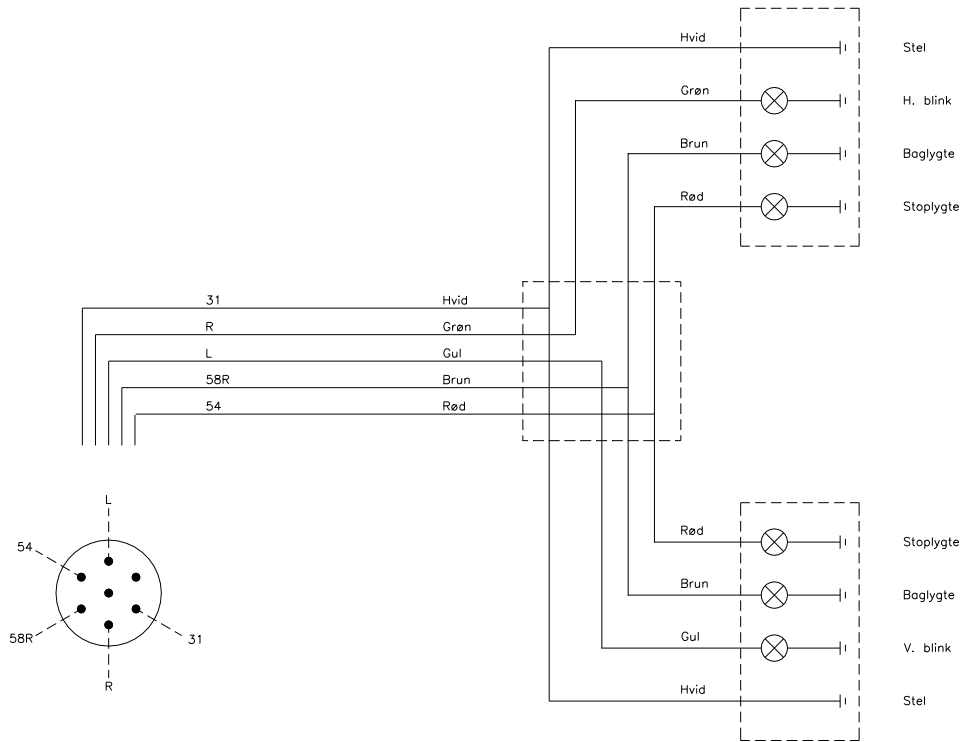 Hvid
Stel
Grøn
H. blink
Brun
Baglygte
Rød
Stoplygte
31
Hvid
R
Grøn
L
Gul
58R
Brun
54
Rød
L
54
58R
31
R
Rød
Stoplygte
Brun
Baglygte
Gul
V. blink
Hvid
Stel